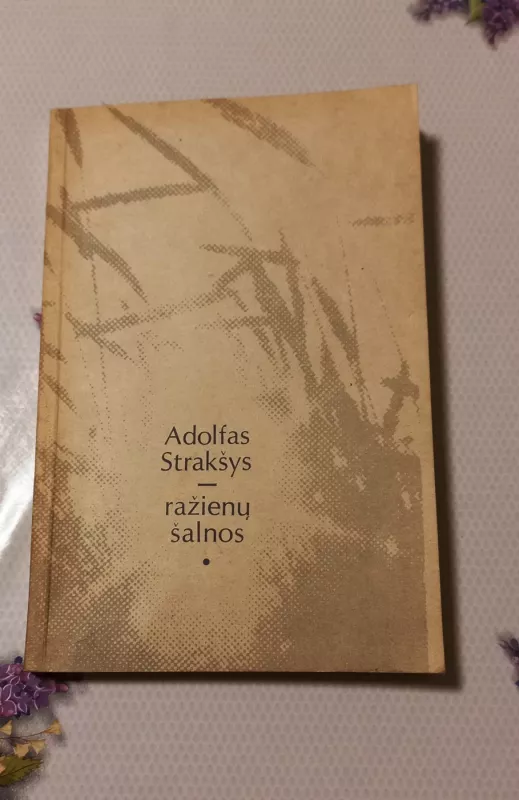 Adolfas
Strakšys
—
ražienų
šalnos
•